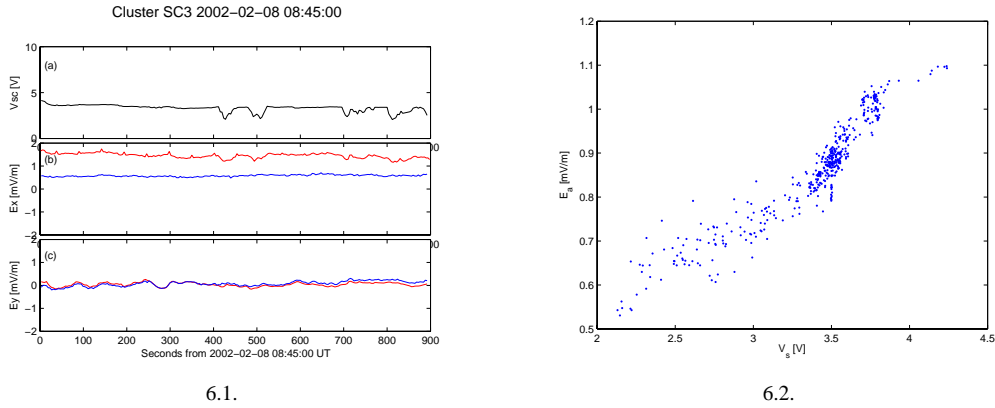 Cluster SC3 2002−02−08 08:45:00
10
5
0
Vsc [V]
(a)
2
1
0
−1
−2
Ex [mV/m]
(b)
00
2
1
0
−1
−2
Ey [mV/m]
(c)
00
0 100 200 300 400 500 600 700 800 900
Seconds from 2002−02−08 08:45:00 UT
6.1.
1.2
1.1
1
0.9
0.8
0.7
0.6
0.5
E_a [mV/m]
2 2.5 3 3.5 4 4.5
V_s [V]
6.2.